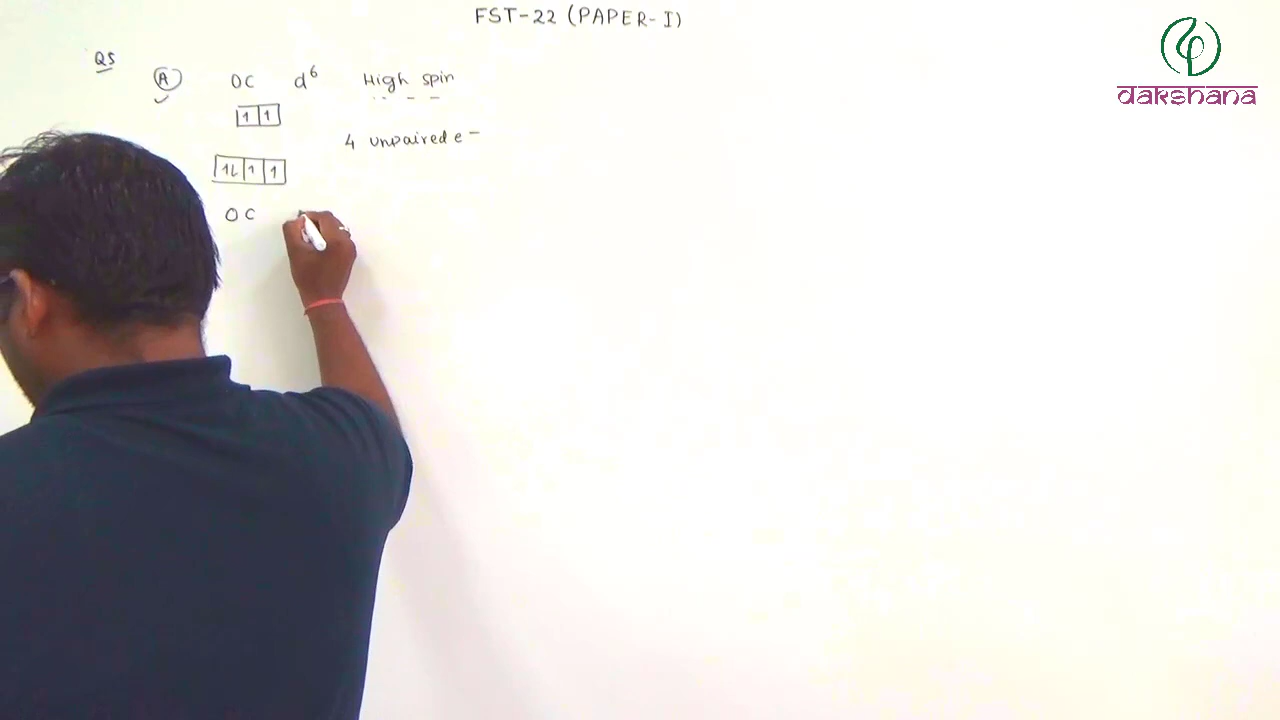 FST-22 (PAPER-I)
dakshana
Q5
A OC d⁶ High spin
1 1
4 unpaired e⁻
1L 1 1
OC